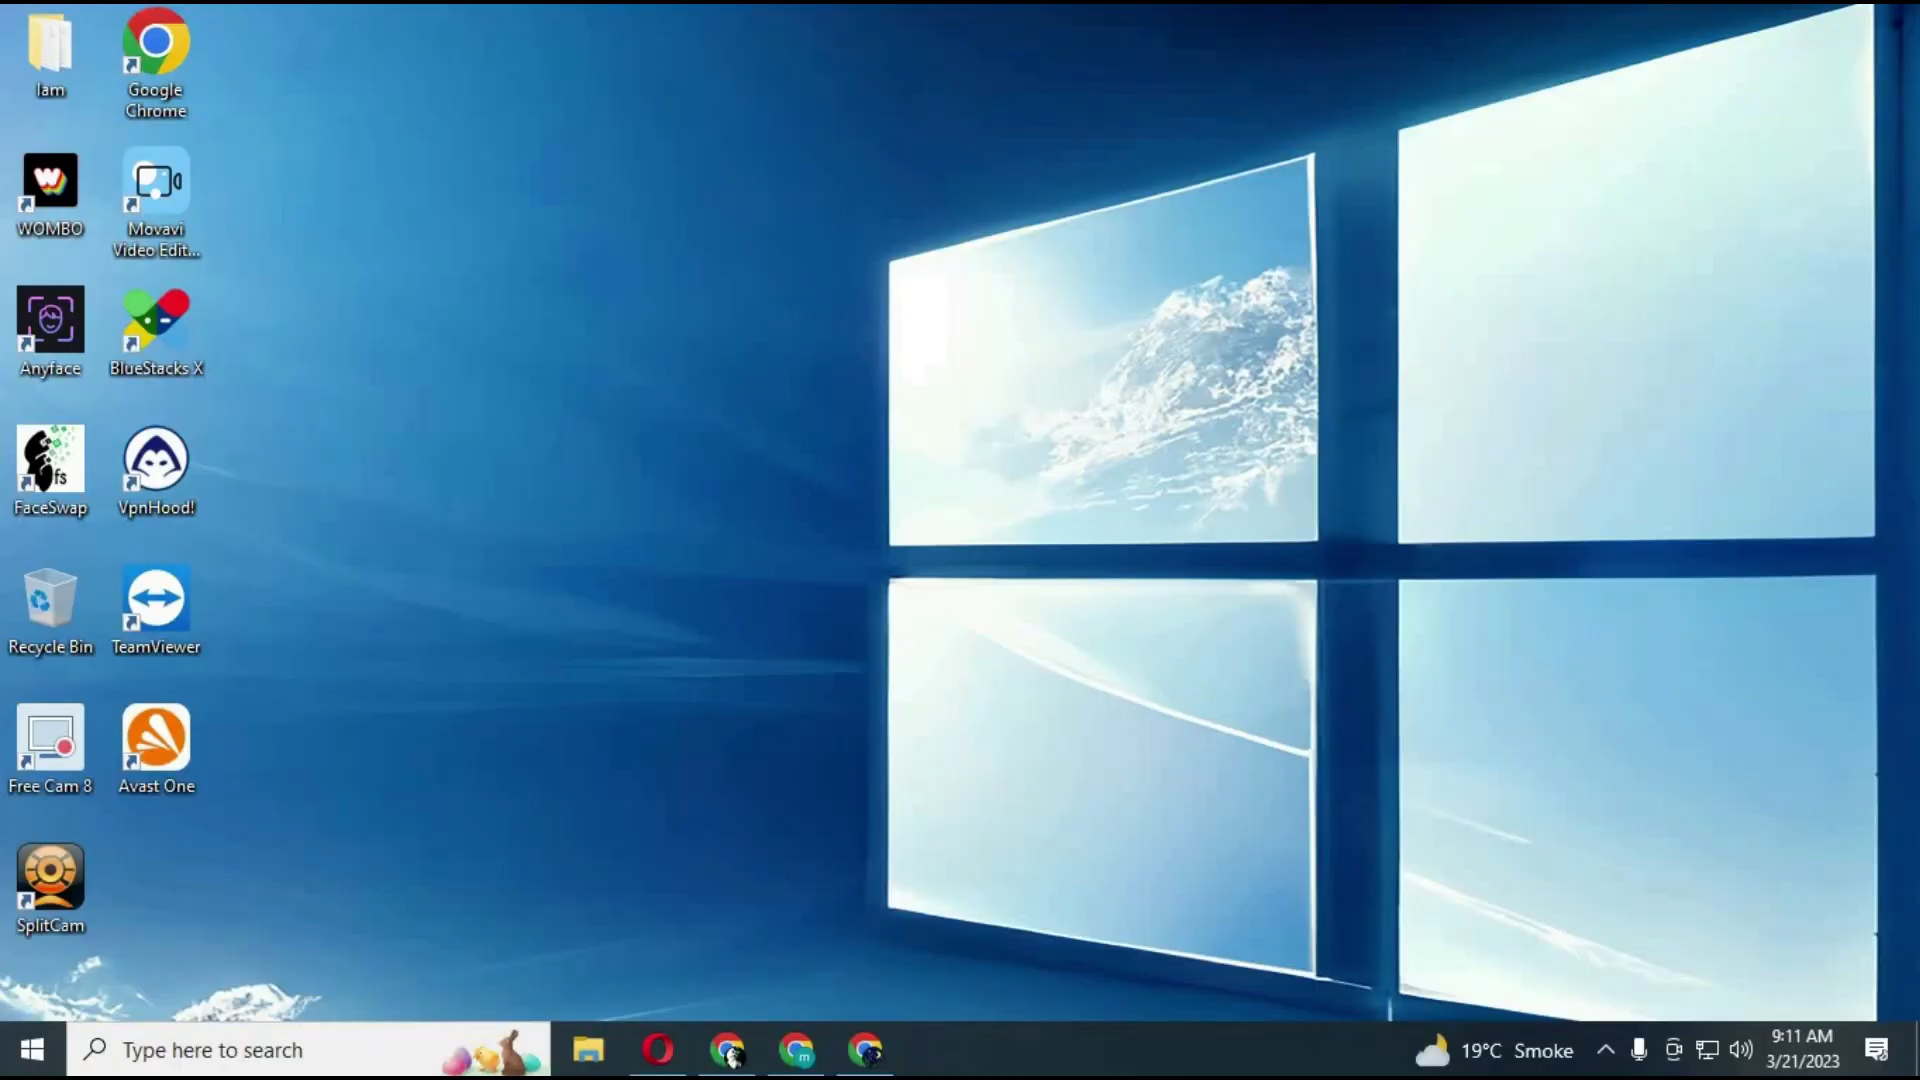 Iam
Google
Chrome
WOMBO
Movavi
Video Edit...
Anyface
BlueStacks X
fs
FaceSwap
VpnHood!
Recycle Bin
TeamViewer
Free Cam 8
Avast One
SplitCam
Type here to search
m
19°C Smoke
9:11 AM
3/21/2023